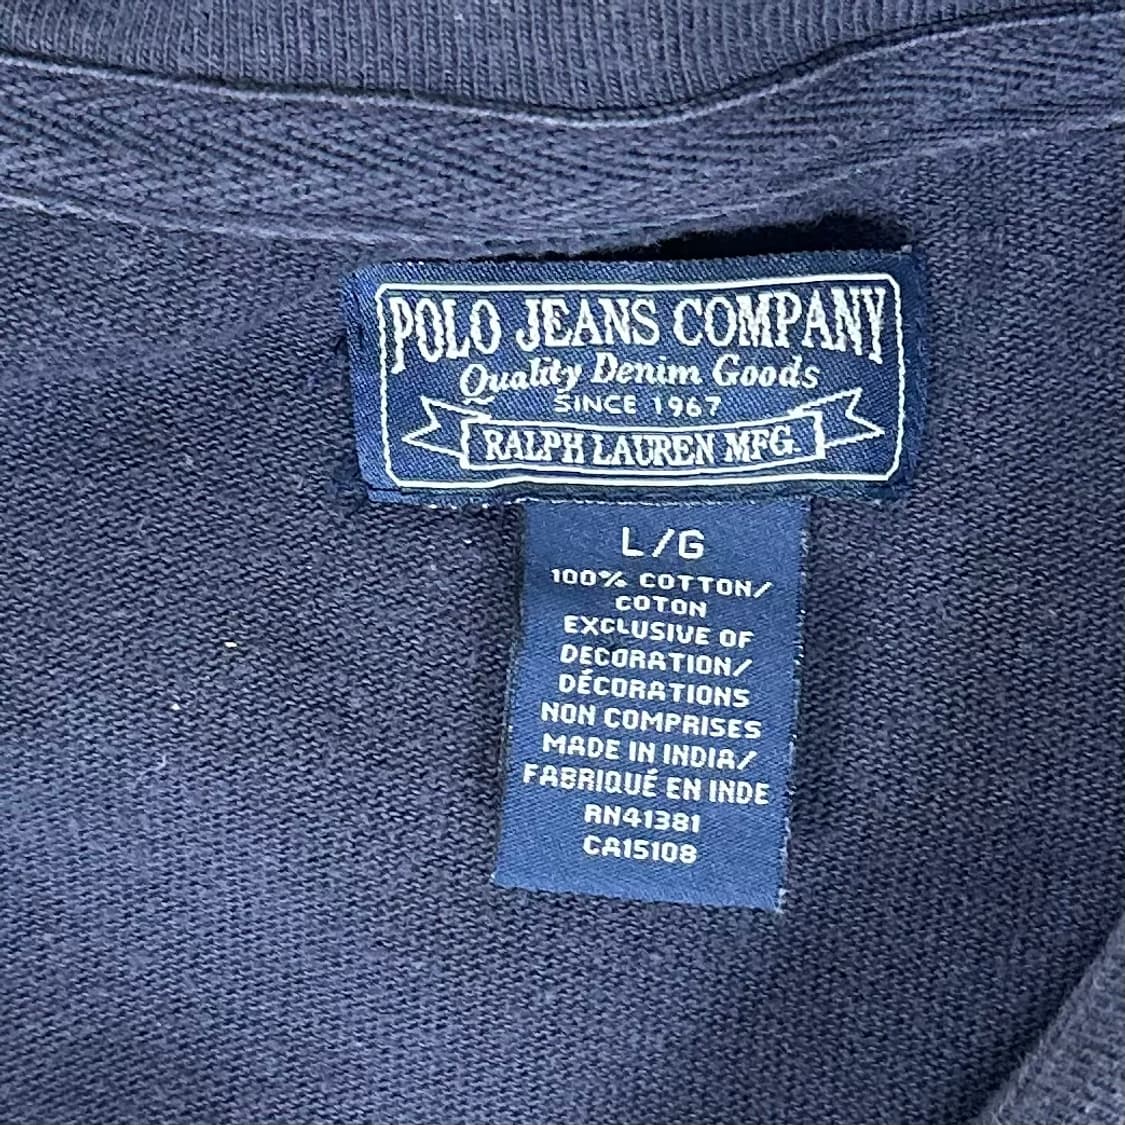 POLO JEANS COMPANY
Quality Denim Goods
SINCE 1967
RALPH LAUREN MFG.
L/G
100% COTTON/
COTON
EXCLUSIVE OF
DECORATION/
DÉCORATIONS
NON COMPRISES
MADE IN INDIA/
FABRIQUÉ EN INDE
RN41381
CA15108